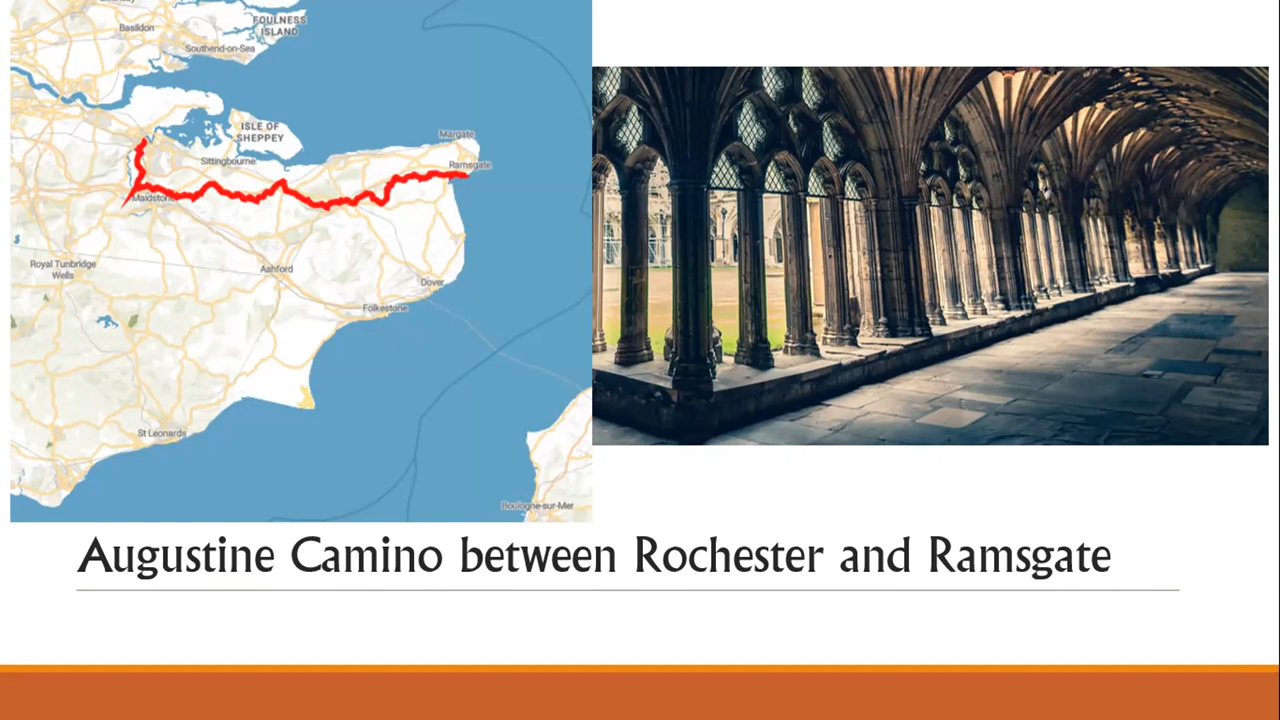 FOULNESS
ISLAND
Basildon
Southend-on-Sea
ISLE OF
SHEPPEY
Margate
Sittingbourne
Ramsgate
Maidstone
Royal Tunbridge
Wells
Ashford
Dover
Folkestone
St Leonards
Boulogne-sur-Mer
Augustine Camino between Rochester and Ramsgate